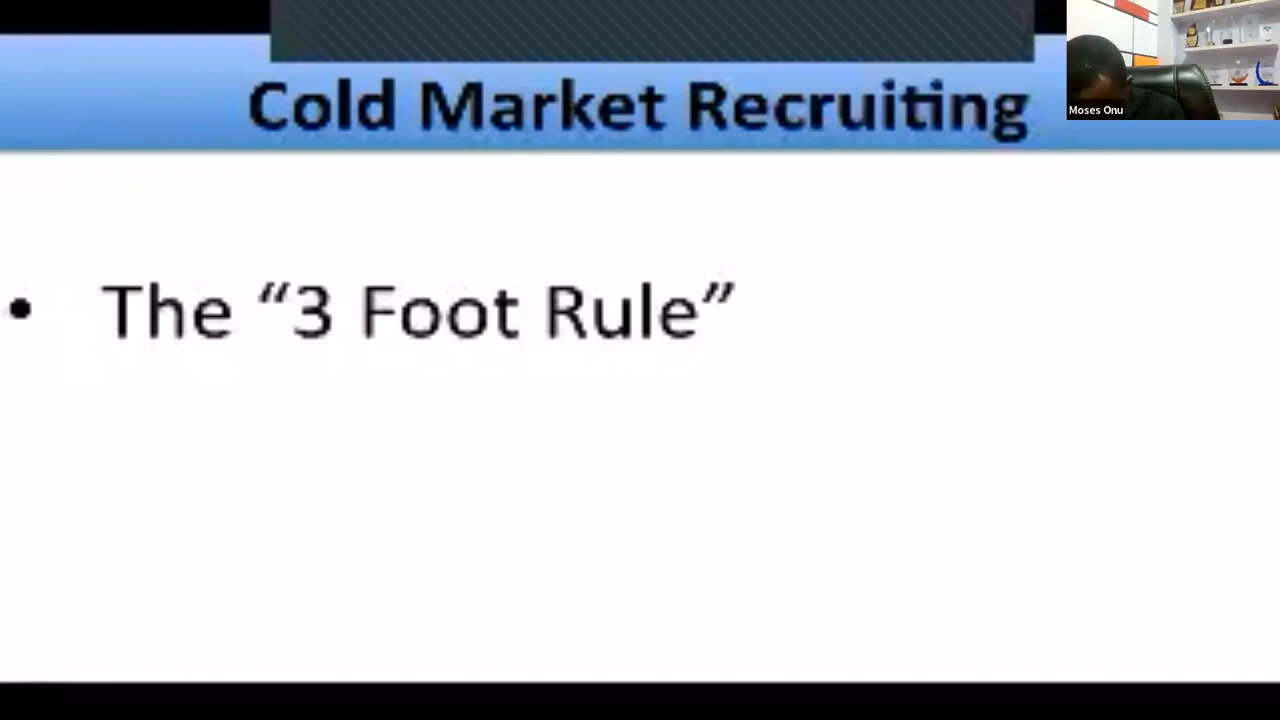 Cold Market Recruiting
Moses Onu
• The “3 Foot Rule”